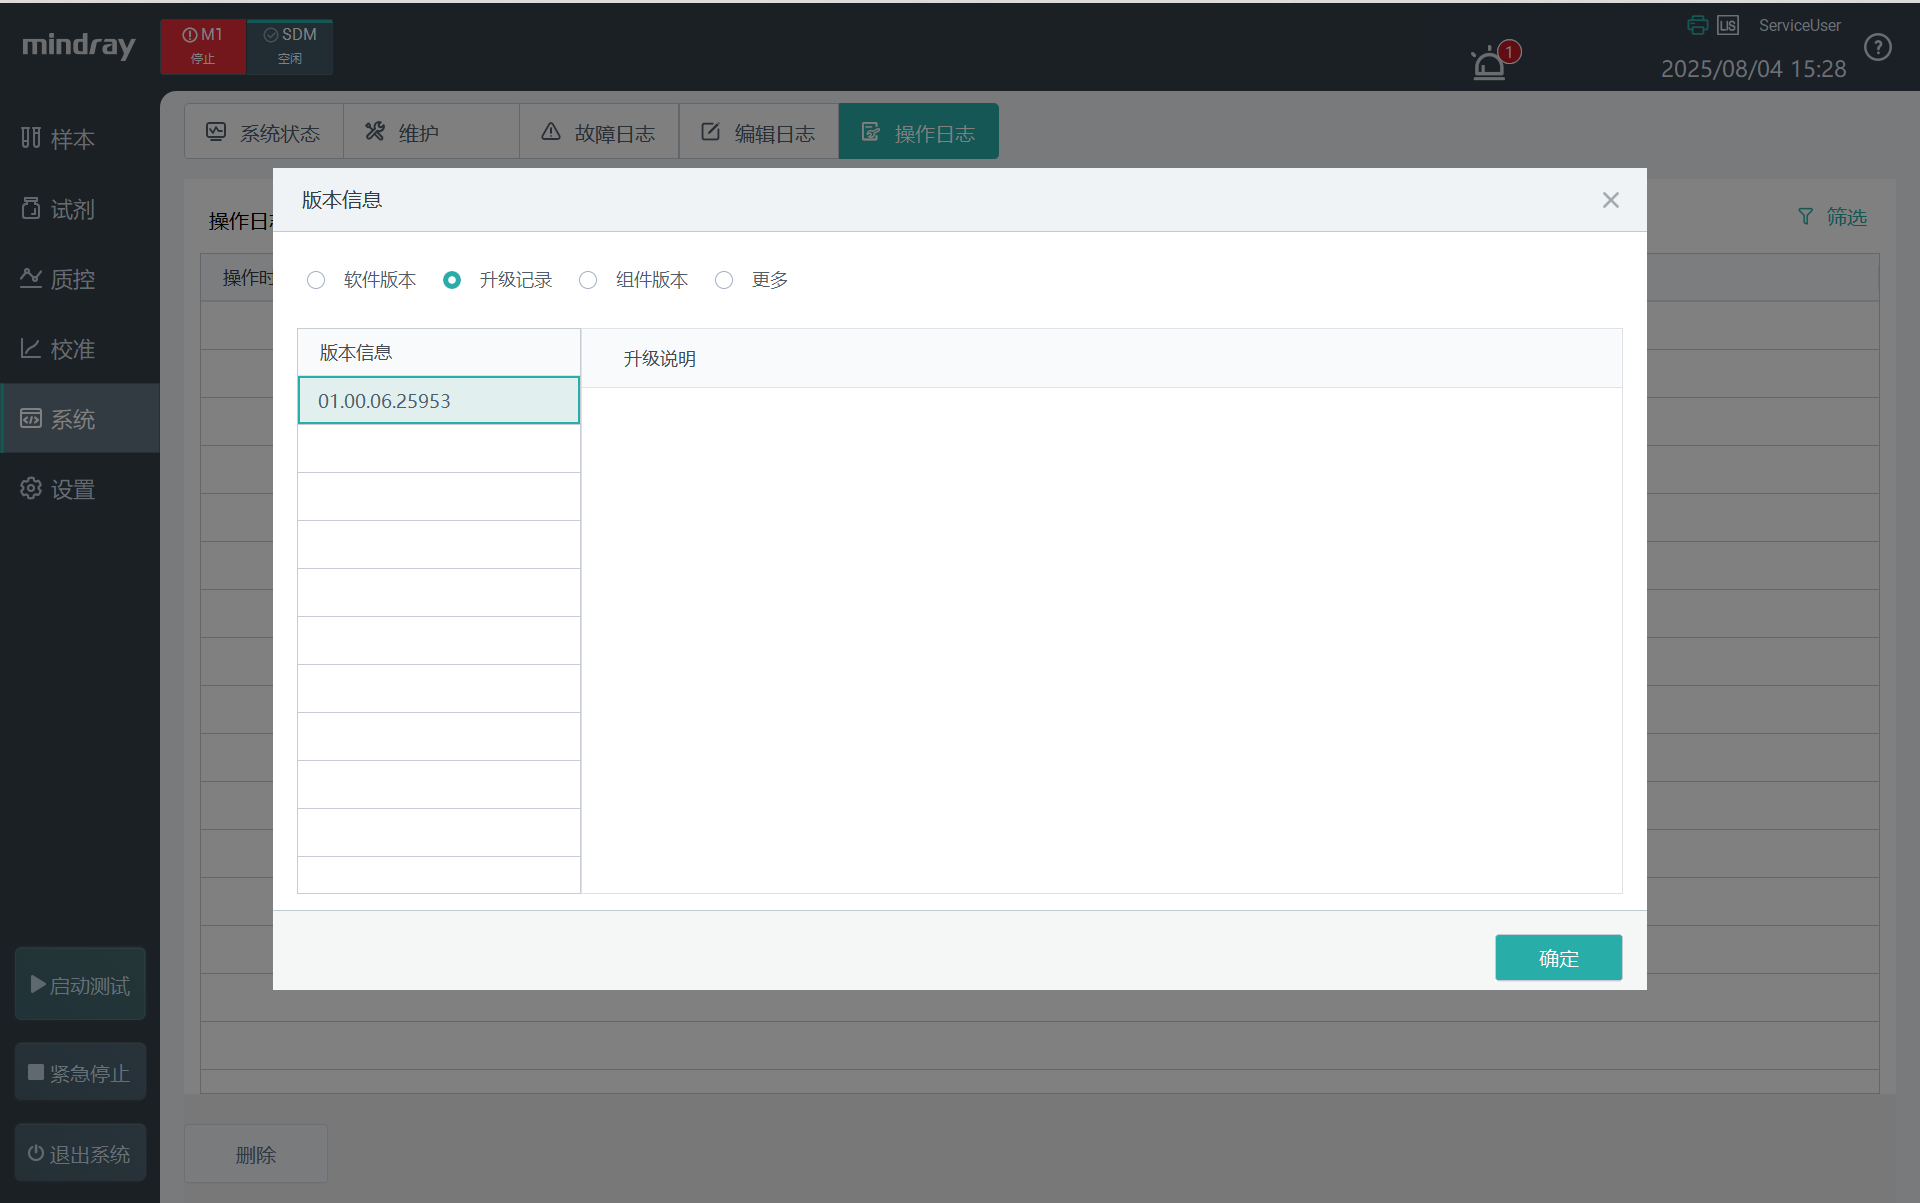 mindray
M1
停止
SDM
空闲
1
LIS
ServiceUser
2025/08/04 15:28
?
样本
试剂
质控
校准
系统
设置
启动测试
紧急停止
退出系统
系统状态
维护
故障日志
编辑日志
操作日志
操作日
筛选
操作时
版本信息
软件版本
升级记录
组件版本
更多
版本信息
升级说明
01.00.06.25953
确定
删除